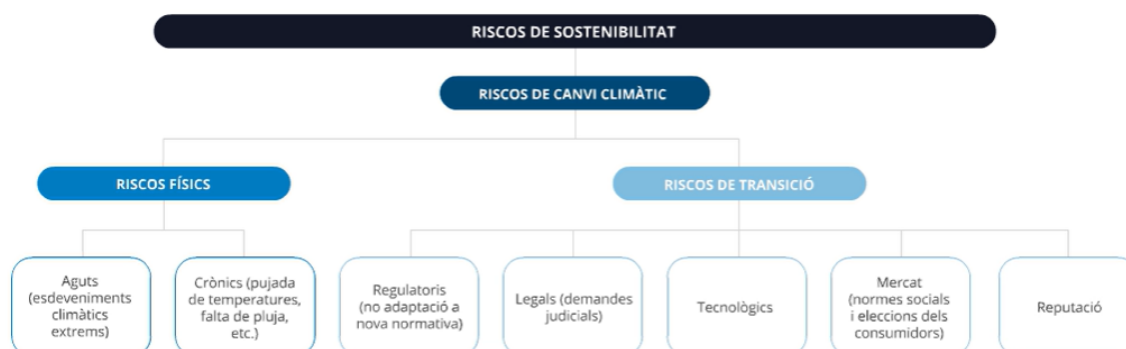 RISCOS DE SOSTENIBILITAT
RISCOS DE CANVI CLIMÀTIC
RISCOS FÍSICS
RISCOS DE TRANSICIÓ
Aguts
(esdeveniments
climàtics
extrems)
Crònics (pujada
de temperatures,
falta de pluja,
etc.)
Regulatoris
(no adaptació a
nova normativa)
Legals (demandes
judicials)
Tecnològics
Mercat
(normes socials
i eleccions dels
consumidors)
Reputació